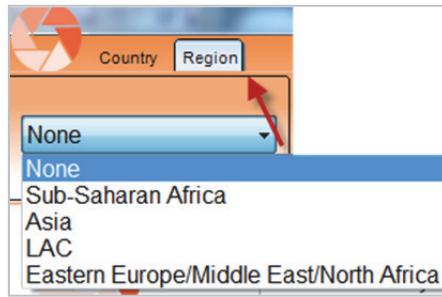 Country Region
None
None
Sub-Saharan Africa
Asia
LAC
Eastern Europe/Middle East/North Africa